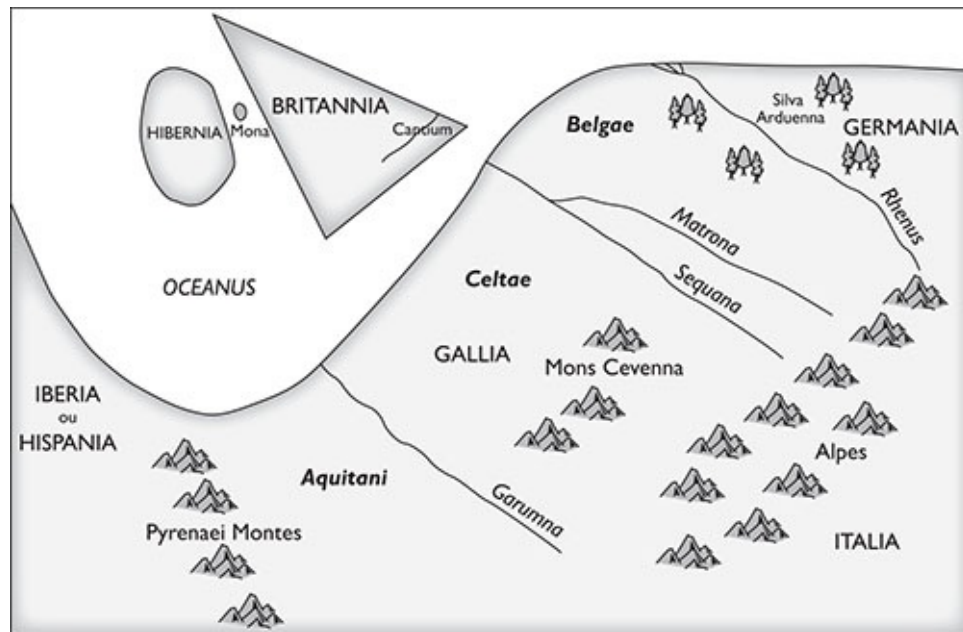 BRITANNIA
HIBERNIA
Mona
Cantium
Belgae
Silva
Arduenna
GERMANIA
Rhenus
Matrona
Sequana
OCEANUS
Celtae
GALLIA
Mons Cevenna
IBERIA
ou
HISPANIA
Alpes
Aquitani
Garumna
Pyrenaei Montes
ITALIA